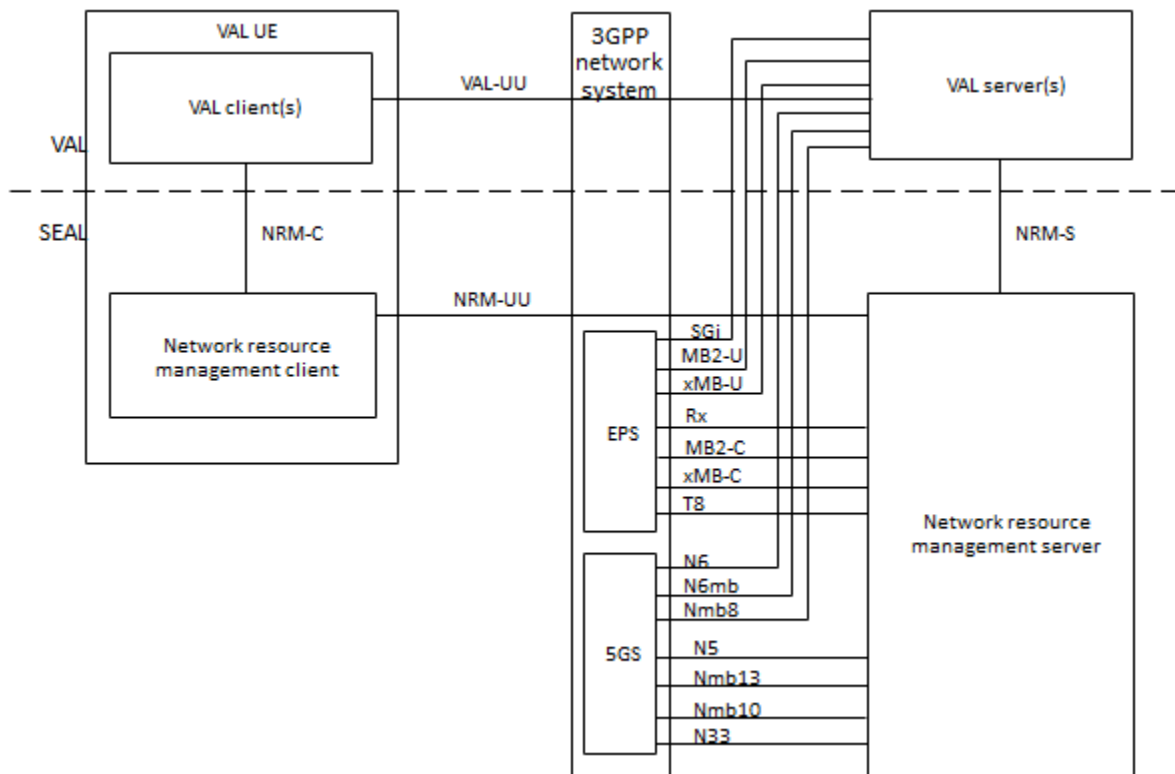 VAL UE
3GPP
network
system
VAL-UU
VAL client(s)
VAL server(s)
VAL
SEAL
NRM-C
NRM-S
NRM-UU
Network resource
management client
EPS
SGi
MB2-U
xMB-U
Rx
MB2-C
xMB-C
T8
Network resource
management server
5GS
N6
N6mb
Nmb8
N5
Nmb13
Nmb10
N33